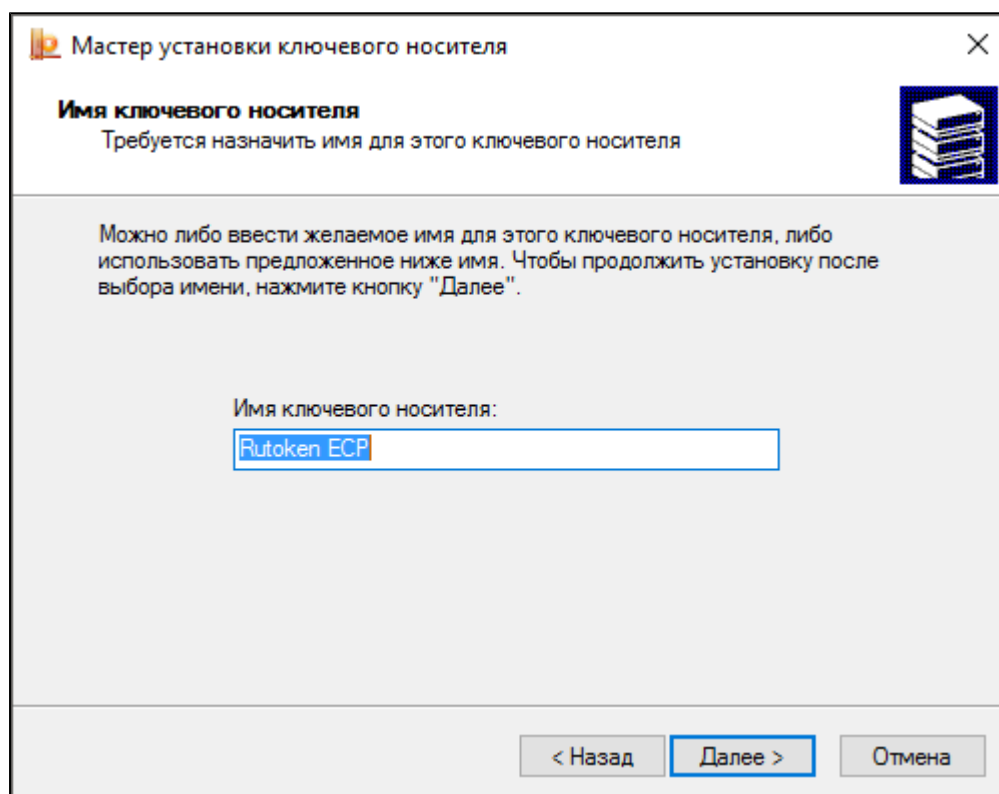 Мастер установки ключевого носителя
Имя ключевого носителя
Требуется назначить имя для этого ключевого носителя
Можно либо ввести желаемое имя для этого ключевого носителя, либо
использовать предложенное ниже имя. Чтобы продолжить установку после
выбора имени, нажмите кнопку "Далее".
Имя ключевого носителя:
Rutoken ECP
< Назад
Далее >
Отмена